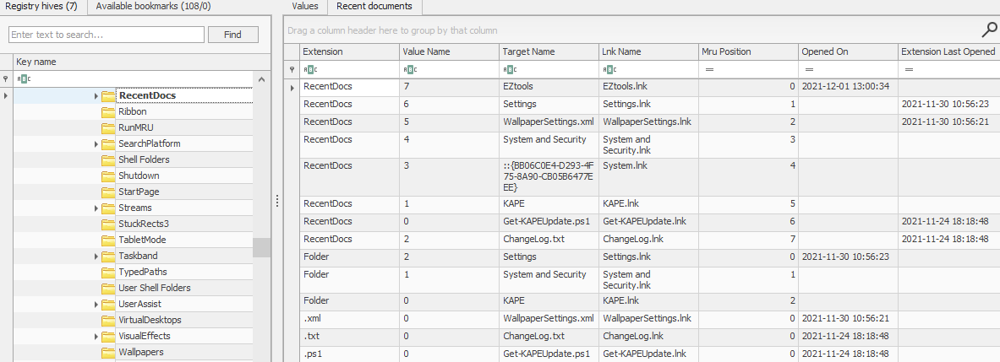 Registry hives (7) Available bookmarks (108/0)
Enter text to search... Find
Key name
RecentDocs
Ribbon
RunMRU
SearchPlatform
Shell Folders
Shutdown
StartPage
Streams
StuckRects3
TabletMode
Taskband
TypedPaths
User Shell Folders
UserAssist
VirtualDesktops
VisualEffects
Wallpapers
Values Recent documents
Drag a column header here to group by that column
Extension Value Name Target Name Lnk Name Mru Position Opened On Extension Last Opened
RecentDocs 7 EZtools EZtools.lnk 0 2021-12-01 13:00:34
RecentDocs 6 Settings Settings.lnk 1 2021-11-30 10:56:23
RecentDocs 5 WallpaperSettings.xml WallpaperSettings.lnk 2 2021-11-30 10:56:21
RecentDocs 4 System and Security System and 3
Security.lnk
RecentDocs 3 ::{BB06C0E4-D293-4F System.lnk 4
75-8A90-CB05B6477E
EE}
RecentDocs 1 KAPE KAPE.lnk 5
RecentDocs 0 Get-KAPEUpdate.ps1 Get-KAPEUpdate.lnk 6 2021-11-24 18:18:48
RecentDocs 2 ChangeLog.txt ChangeLog.lnk 7 2021-11-24 18:18:48
Folder 2 Settings Settings.lnk 0 2021-11-30 10:56:23
Folder 1 System and Security System and 1
Security.lnk
Folder 0 KAPE KAPE.lnk 2
.xml 0 WallpaperSettings.xml WallpaperSettings.lnk 0 2021-11-30 10:56:21
.txt 0 ChangeLog.txt ChangeLog.lnk 0 2021-11-24 18:18:48
.ps1 0 Get-KAPEUpdate.ps1 Get-KAPEUpdate.lnk 0 2021-11-24 18:18:48